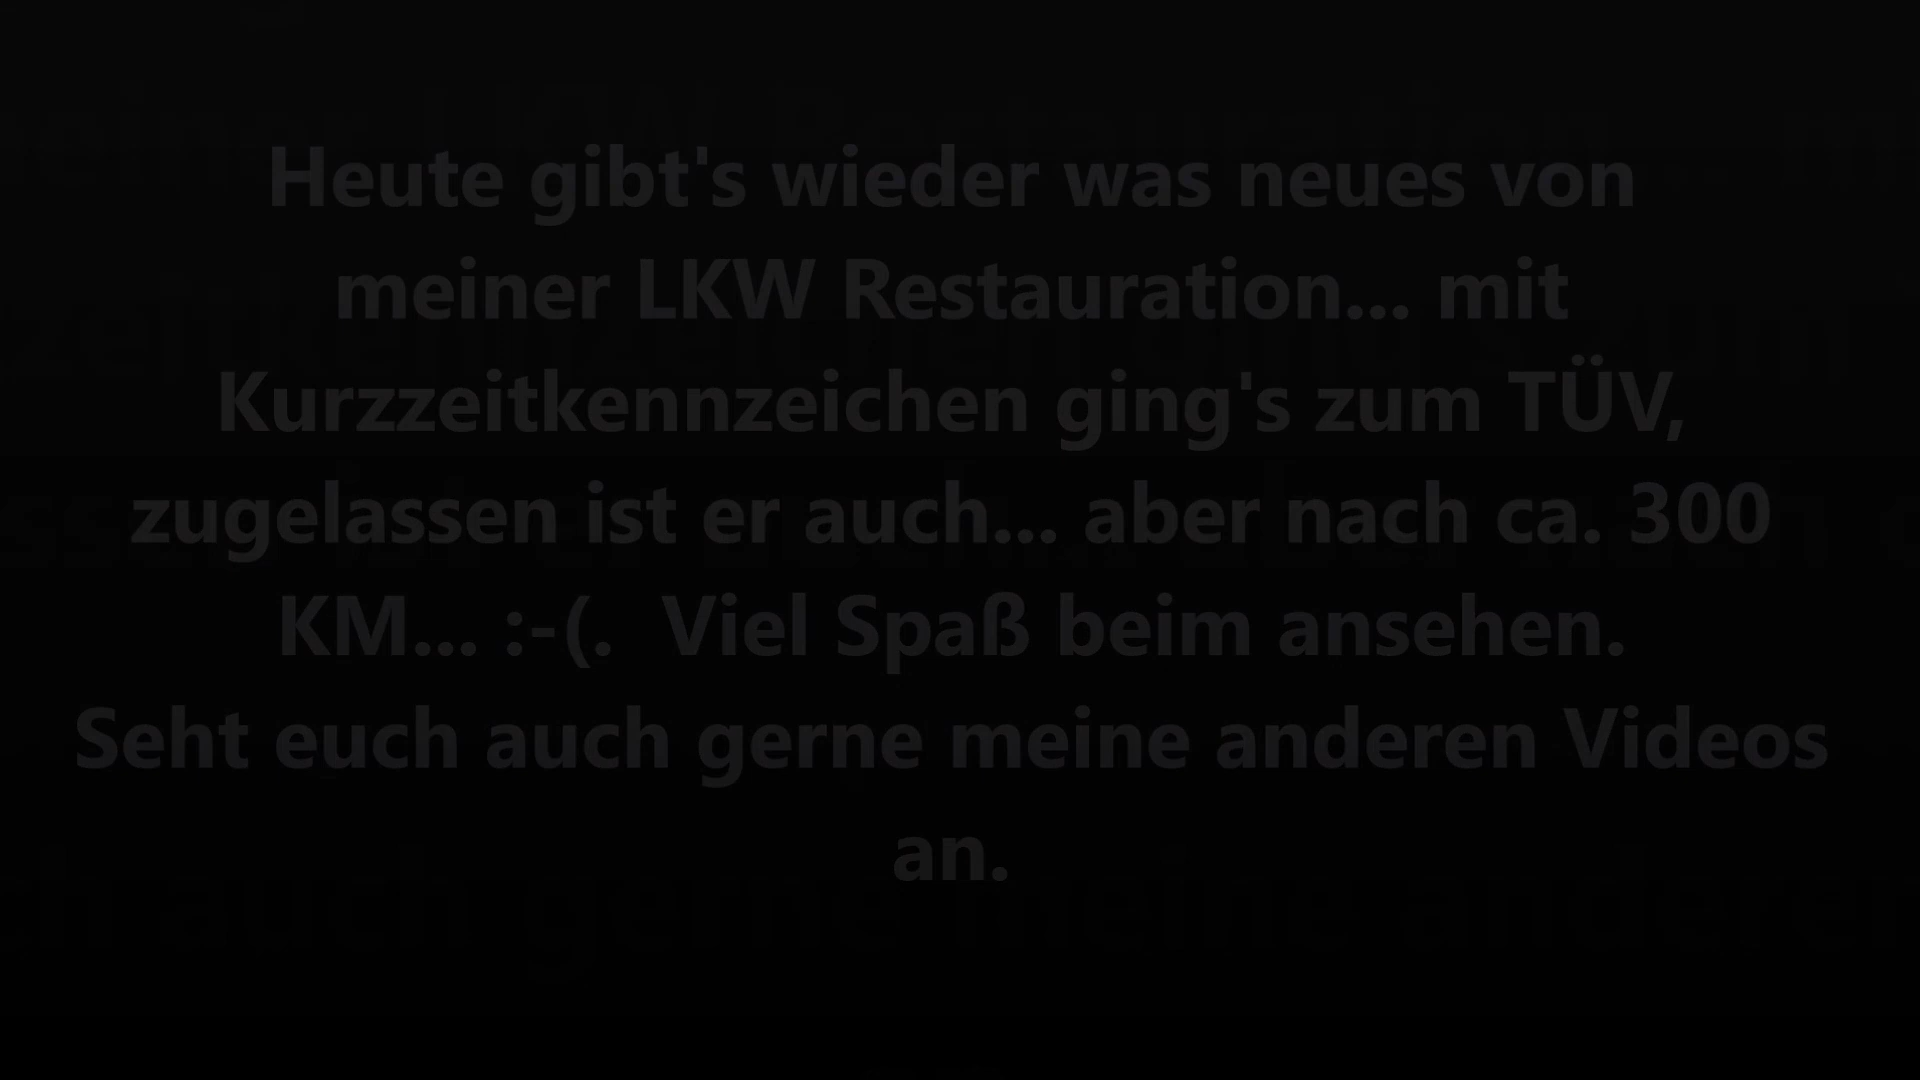 Heute gibt's wieder was neues von
meiner LKW Restauration... mit
Kurzzeitkennzeichen ging's zum TÜV,
zugelassen ist er auch... aber nach ca. 300
KM... :-(.  Viel Spaß beim ansehen.
Seht euch auch gerne meine anderen Videos
an.